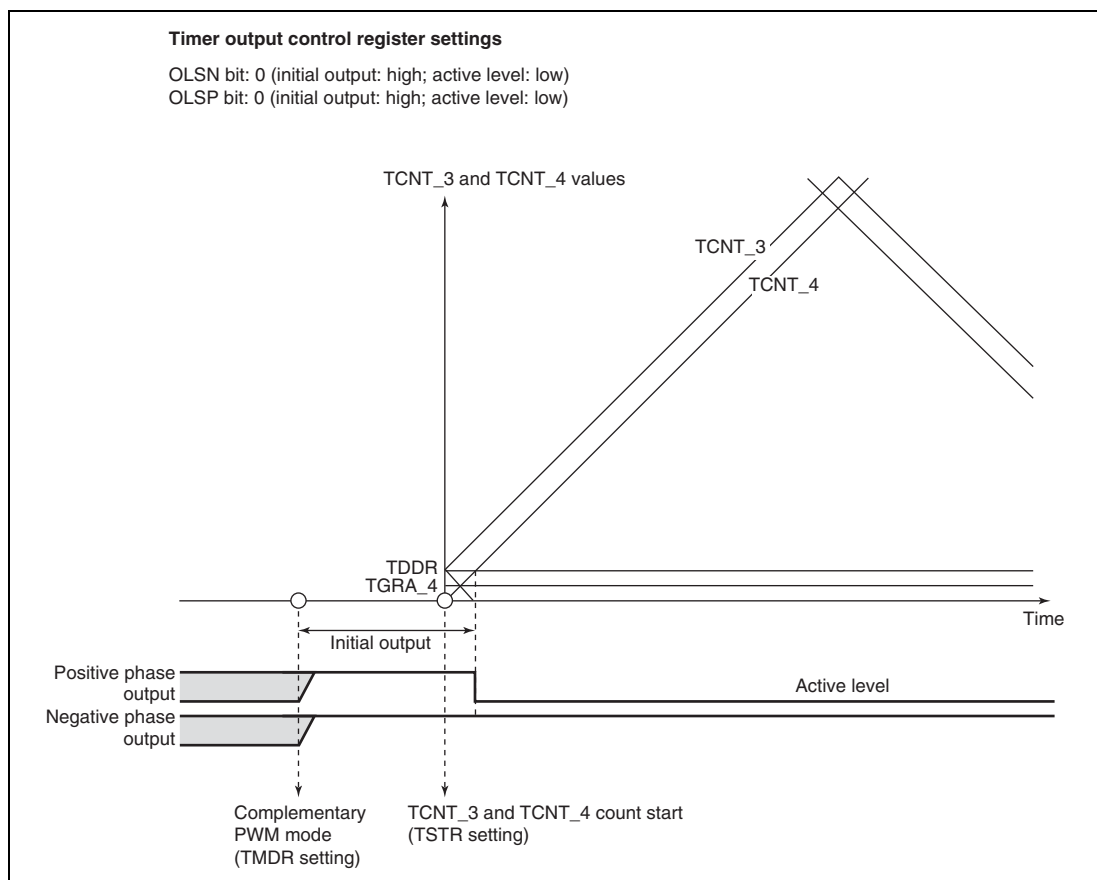 Timer output control register settings
OLSN bit: 0 (initial output: high; active level: low)
OLSP bit: 0 (initial output: high; active level: low)
TCNT_3 and TCNT_4 values
TCNT_3
TCNT_4
TDDR
TGRA_4
Time
Initial output
Positive phase
output
Active level
Negative phase
output
Complementary
PWM mode
(TMDR setting)
TCNT_3 and TCNT_4 count start
(TSTR setting)